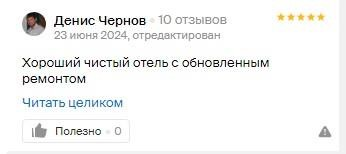 Денис Чернов • 10 отзывов
23 июня 2024, отредактирован
Хороший чистый отель с обновленным
ремонтом
Читать целиком
Полезно • 0